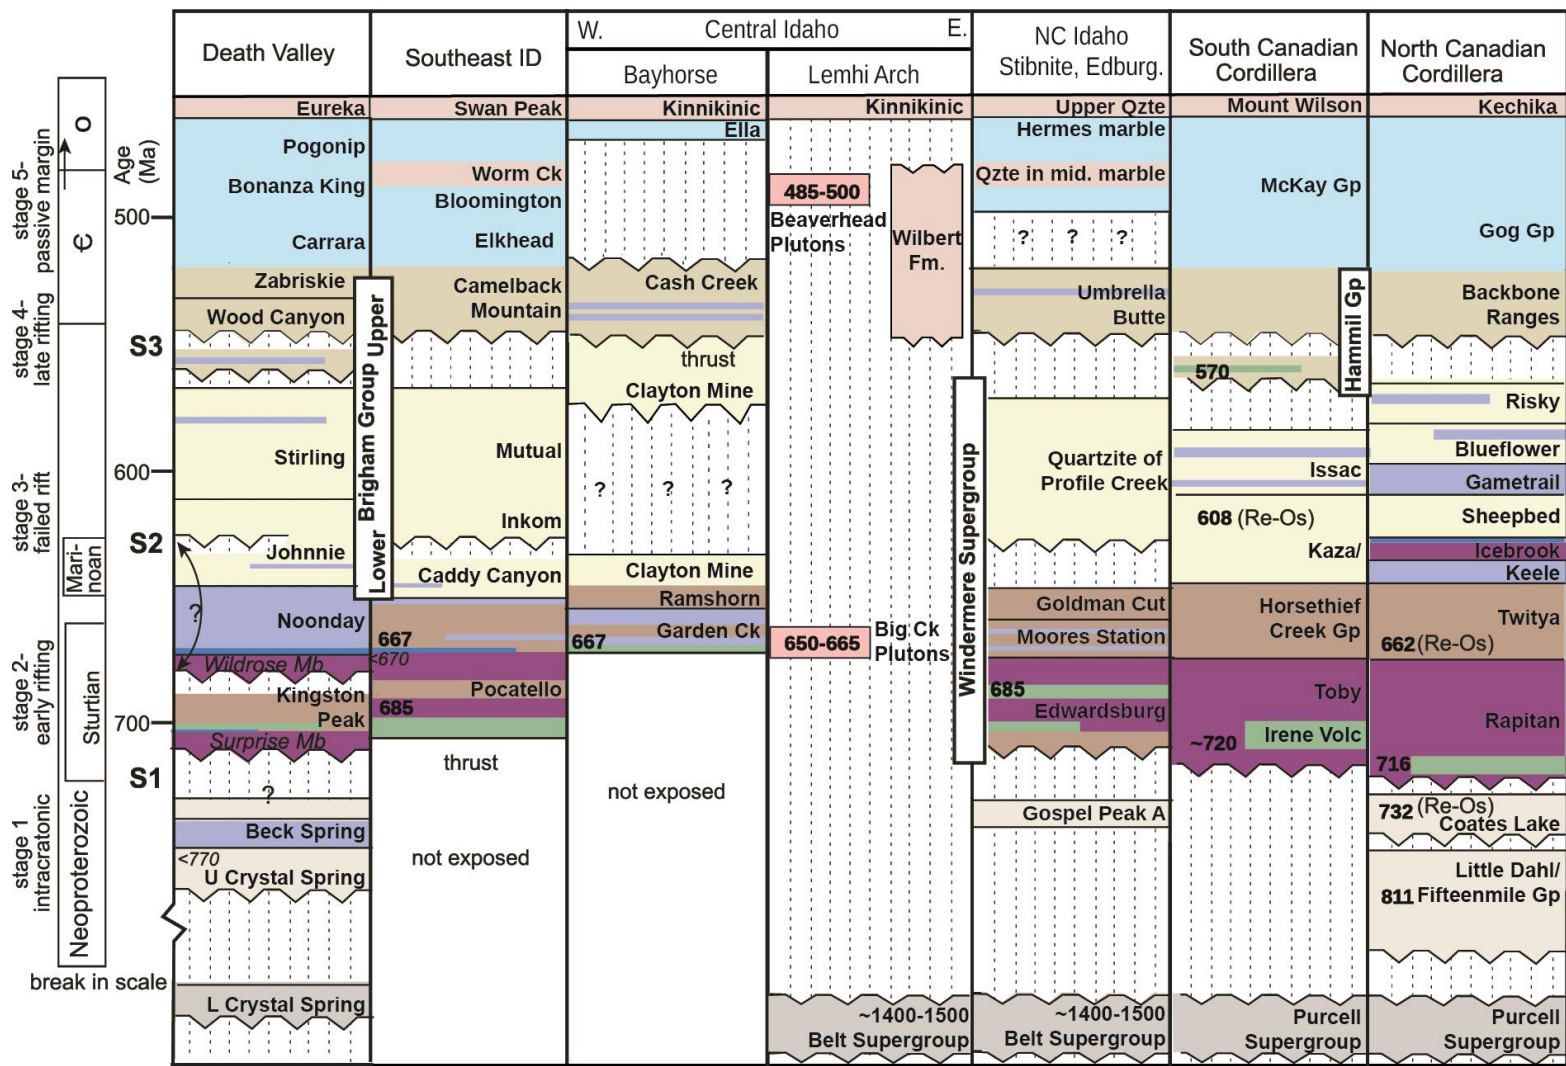 Death Valley
Southeast ID
W.
Central Idaho
E.
Bayhorse
Lemhi Arch
NC Idaho
Stibnite, Edburg.
South Canadian
Cordillera
North Canadian
Cordillera
stage 5-
passive margin
stage 4-
late rifting
stage 3-
failed rift
stage 2-
early rifting
stage 1
intracratonic
O
Є
Mari-
noan
Sturtian
Neoproterozoic
break in scale
Age
(Ma)
500
600
700
S3
S2
S1
Eureka
Pogonip
Bonanza King
Carrara
Zabriskie
Wood Canyon
Stirling
Johnnie
?
Noonday
Wildrose Mb
Kingston
Peak
Surprise Mb
?
Beck Spring
<770
U Crystal Spring
L Crystal Spring
Lower Brigham Group Upper
Swan Peak
Worm Ck
Bloomington
Elkhead
Camelback
Mountain
Mutual
Inkom
Caddy Canyon
667
<670
Pocatello
685
thrust
not exposed
Kinnikinic
Ella
Cash Creek
thrust
Clayton Mine
? ? ?
Clayton Mine
Ramshorn
Garden Ck
667
not exposed
Kinnikinic
485-500
Beaverhead
Plutons
Wilbert
Fm.
650-665
Big Ck
Plutons
~1400-1500
Belt Supergroup
Windermere Supergroup
Upper Qzte
Hermes marble
Qzte in mid. marble
? ? ?
Umbrella
Butte
Quartzite of
Profile Creek
Goldman Cut
Moores Station
685
Edwardsburg
Gospel Peak A
~1400-1500
Belt Supergroup
Mount Wilson
McKay Gp
570
Hammil Gp
Issac
608 (Re-Os)
Kaza/
Horsethief
Creek Gp
Toby
Irene Volc
~720
Purcell
Supergroup
Kechika
Gog Gp
Backbone
Ranges
Risky
Blueflower
Gametrail
Sheepbed
Icebrook
Keele
Twitya
662 (Re-Os)
Rapitan
716
732 (Re-Os)
Coates Lake
Little Dahl/
811 Fifteenmile Gp
Purcell
Supergroup